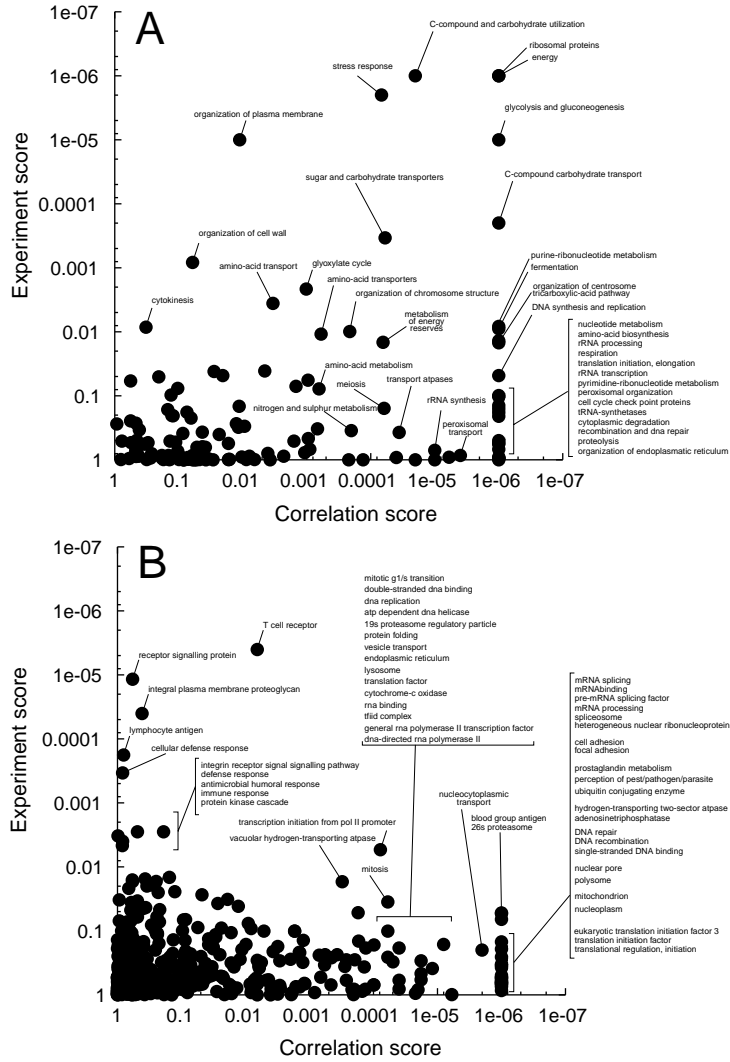 A
1e-07
1e-06
1e-05
0.0001
0.001
0.01
0.1
1
Experiment score
C-compound and carbohydrate utilization
ribosomal proteins
energy
stress response
glycolysis and gluconeogenesis
organization of plasma membrane
sugar and carbohydrate transporters
C-compound carbohydrate transport
organization of cell wall
amino-acid transport
glyoxylate cycle
purine-ribonucleotide metabolism
fermentation
amino-acid transporters
organization of centrosome
tricarboxylic-acid pathway
organization of chromosome structure
cytokinesis
metabolism
of energy
reserves
DNA synthesis and replication
nucleotide metabolism
amino-acid biosynthesis
rRNA processing
respiration
translation initiation, elongation
rRNA transcription
pyrimidine-ribonucleotide metabolism
peroxisomal organization
cell cycle check point proteins
tRNA-synthetases
cytoplasmic degradation
recombination and dna repair
proteolysis
organization of endoplasmatic reticulum
amino-acid metabolism
meiosis
transport atpases
nitrogen and sulphur metabolism
rRNA synthesis
peroxisomal
transport
1 0.1 0.01 0.001 0.0001 1e-05 1e-06 1e-07
Correlation score
B
1e-07
1e-06
1e-05
0.0001
0.001
0.01
0.1
1
Experiment score
mitotic g1/s transition
double-stranded dna binding
dna replication
atp dependent dna helicase
19s proteasome regulatory particle
protein folding
vesicle transport
endoplasmic reticulum
lysosome
translation factor
cytochrome-c oxidase
rna binding
tfiid complex
general rna polymerase II transcription factor
dna-directed rna polymerase II
T cell receptor
receptor signalling protein
integral plasma membrane proteoglycan
lymphocyte antigen
cellular defense response
integrin receptor signal signalling pathway
defense response
antimicrobial humoral response
immune response
protein kinase cascade
transcription initiation from pol II promoter
vacuolar hydrogen-transporting atpase
mitosis
nucleocytoplasmic
transport
blood group antigen
26s proteasome
mRNA splicing
mRNAbinding
pre-mRNA splicing factor
mRNA processing
spliceosome
heterogeneous nuclear ribonucleoprotein
cell adhesion
focal adhesion
prostaglandin metabolism
perception of pest/pathogen/parasite
ubiquitin conjugating enzyme
hydrogen-transporting two-sector atpase
adenosinetriphosphatase
DNA repair
DNA recombination
single-stranded DNA binding
nuclear pore
polysome
mitochondrion
nucleoplasm
eukaryotic translation initiation factor 3
translation initiation factor
translational regulation, initiation
1 0.1 0.01 0.001 0.0001 1e-05 1e-06 1e-07
Correlation score